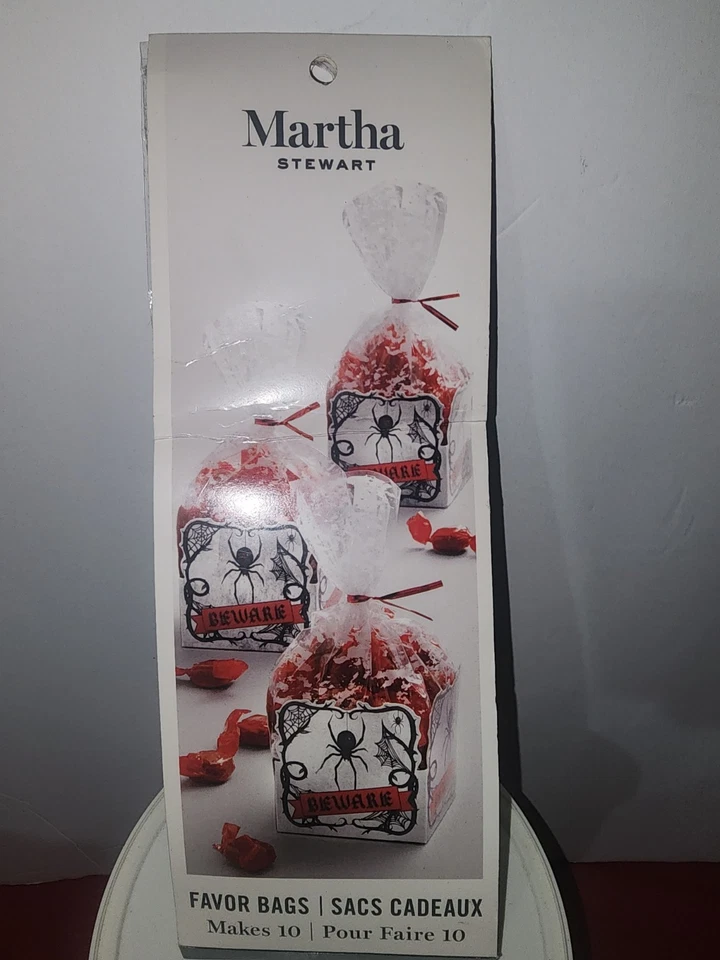 Martha
STEWART
BEWARE
BEWARE
BEWARE
FAVOR BAGS | SACS CADEAUX
Makes 10 | Pour Faire 10